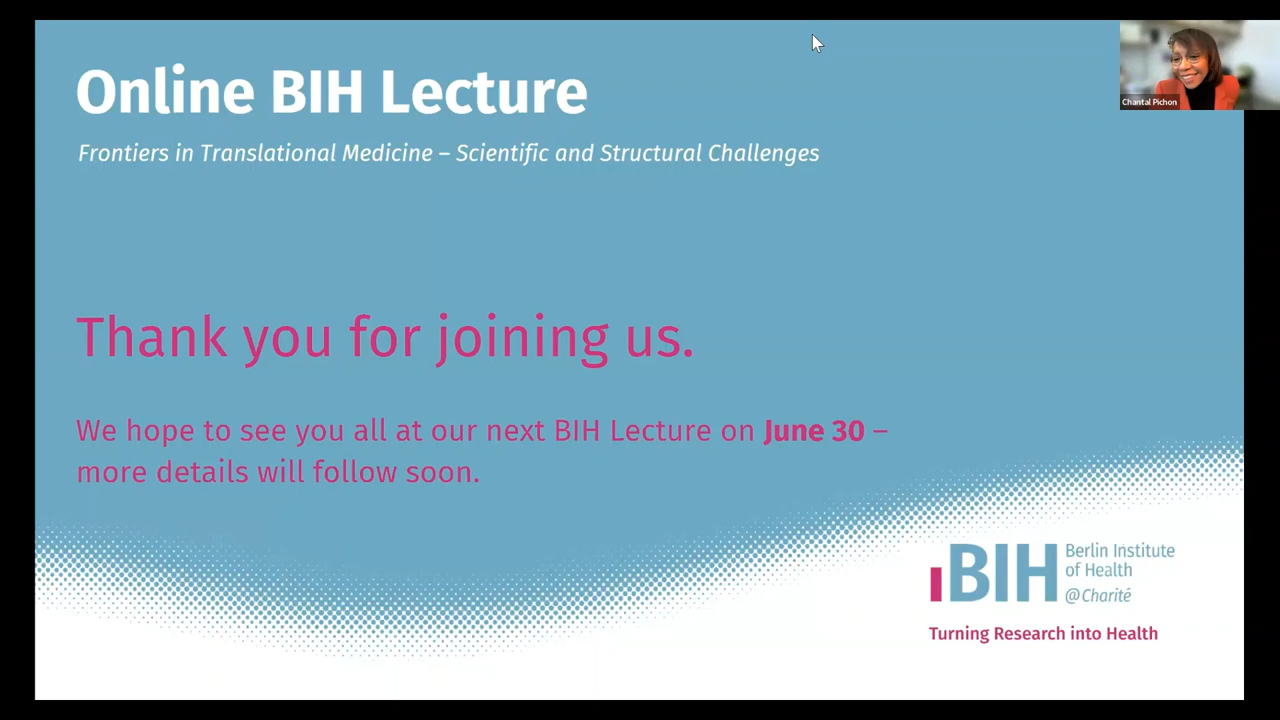 Online BIH Lecture
Frontiers in Translational Medicine – Scientific and Structural Challenges
Chantal Pichon
Thank you for joining us.
We hope to see you all at our next BIH Lecture on June 30 –
more details will follow soon.
BIH
Berlin Institute
of Health
@Charité
Turning Research into Health